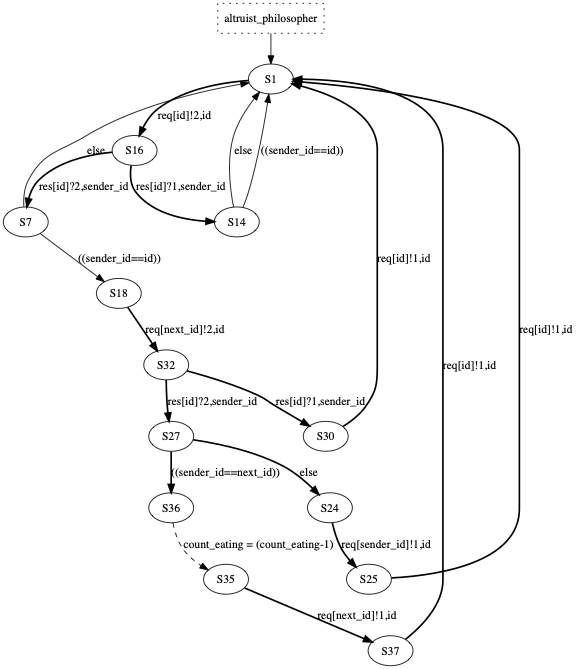 altruist_philosopher
S1
req[id]!2,id
S16
else
((sender_id==id))
else
res[id]?2,sender_id
res[id]?1,sender_id
S7
S14
((sender_id==id))
req[id]!1,id
S18
req[next_id]!2,id
req[id]!1,id
S32
req[id]!1,id
res[id]?2,sender_id
res[id]?1,sender_id
S27
S30
((sender_id==next_id))
else
S36
S24
count_eating = (count_eating-1)
req[sender_id]!1,id
S35
S25
req[next_id]!1,id
S37